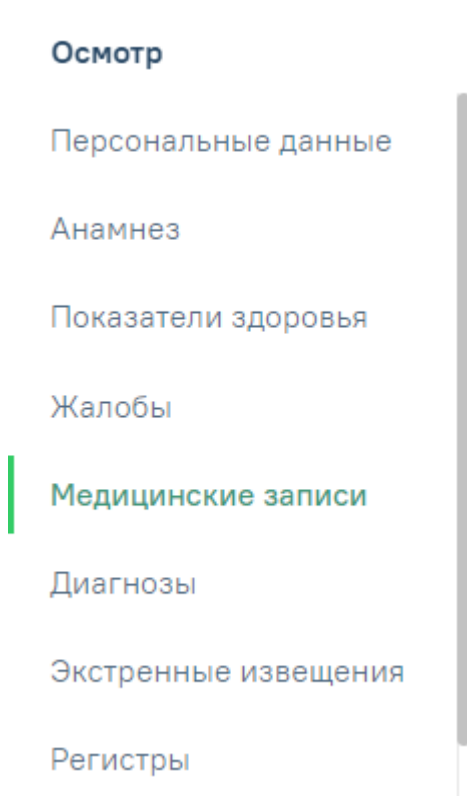 Осмотр
Персональные данные
Анамнез
Показатели здоровья
Жалобы
Медицинские записи
Диагнозы
Экстренные извещения
Регистры